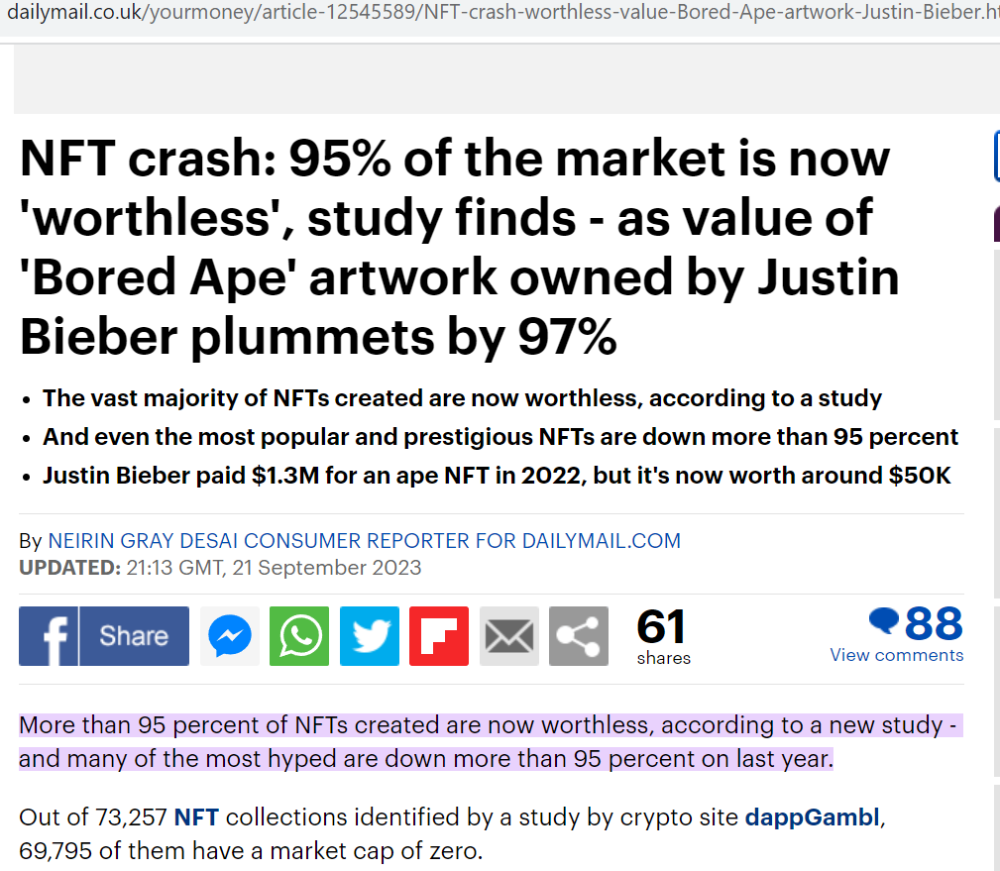 dailymail.co.uk/yourmoney/article-12545589/NFT-crash-worthless-value-Bored-Ape-artwork-Justin-Bieber.h
NFT crash: 95% of the market is now
'worthless', study finds - as value of
'Bored Ape' artwork owned by Justin
Bieber plummets by 97%
• The vast majority of NFTs created are now worthless, according to a study
• And even the most popular and prestigious NFTs are down more than 95 percent
• Justin Bieber paid $1.3M for an ape NFT in 2022, but it's now worth around $50K
By NEIRIN GRAY DESAI CONSUMER REPORTER FOR DAILYMAIL.COM
UPDATED: 21:13 GMT, 21 September 2023
Share
61
shares
88
View comments
More than 95 percent of NFTs created are now worthless, according to a new study -
and many of the most hyped are down more than 95 percent on last year.
Out of 73,257 NFT collections identified by a study by crypto site dappGambl,
69,795 of them have a market cap of zero.